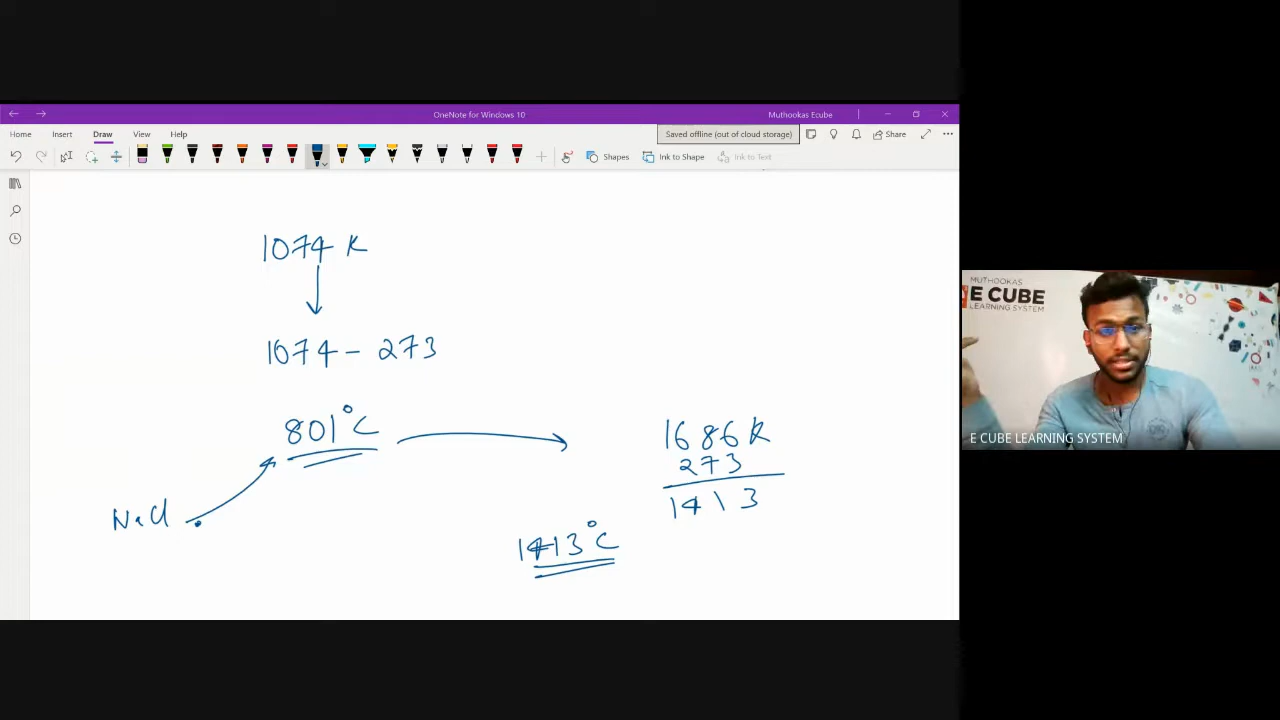 OneNote for Windows 10
Muthookas Ecube
Home Insert Draw View Help
Saved offline (out of cloud storage)
Share
Shapes
Ink to Shape
Ink to Text
1074 K
1074 - 273
801°C
NaCl
1686 K
273
1413
1413°C
MUTHOOKAS
E CUBE
LEARNING SYSTEM
E CUBE LEARNING SYSTEM